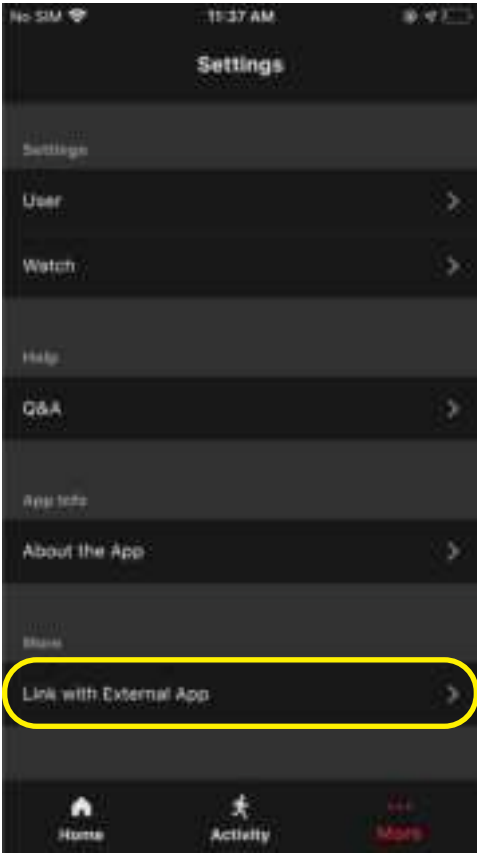 No SIM 11:37 AM
Settings
Settings
User
Watch
Help
Q&A
App Info
About the App
More
Link with External App
Home Activity More